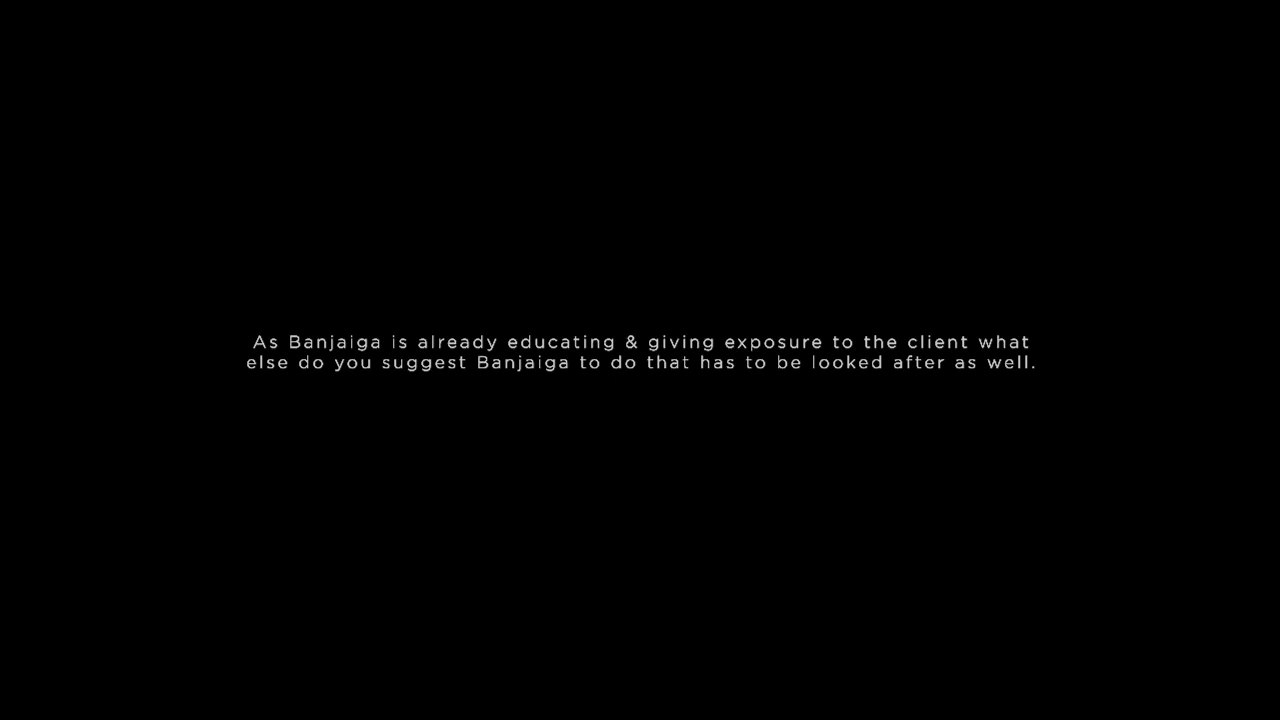 As Banjaiga is already educating & giving exposure to the client what
else do you suggest Banjaiga to do that has to be looked after as well.